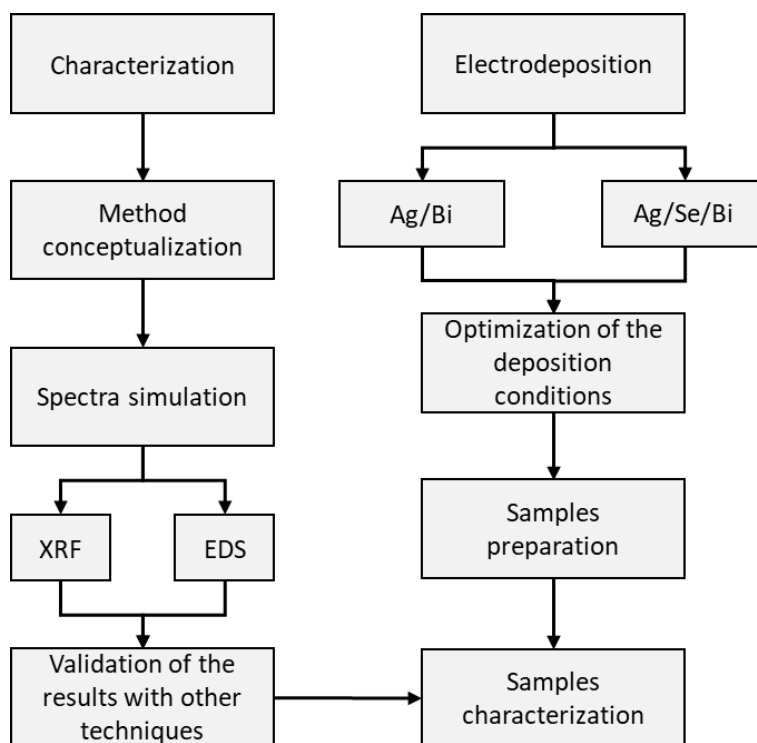 Characterization
Method
conceptualization
Spectra simulation
XRF
EDS
Validation of the
results with other
techniques
Electrodeposition
Ag/Bi
Ag/Se/Bi
Optimization of the
deposition
conditions
Samples
preparation
Samples
characterization